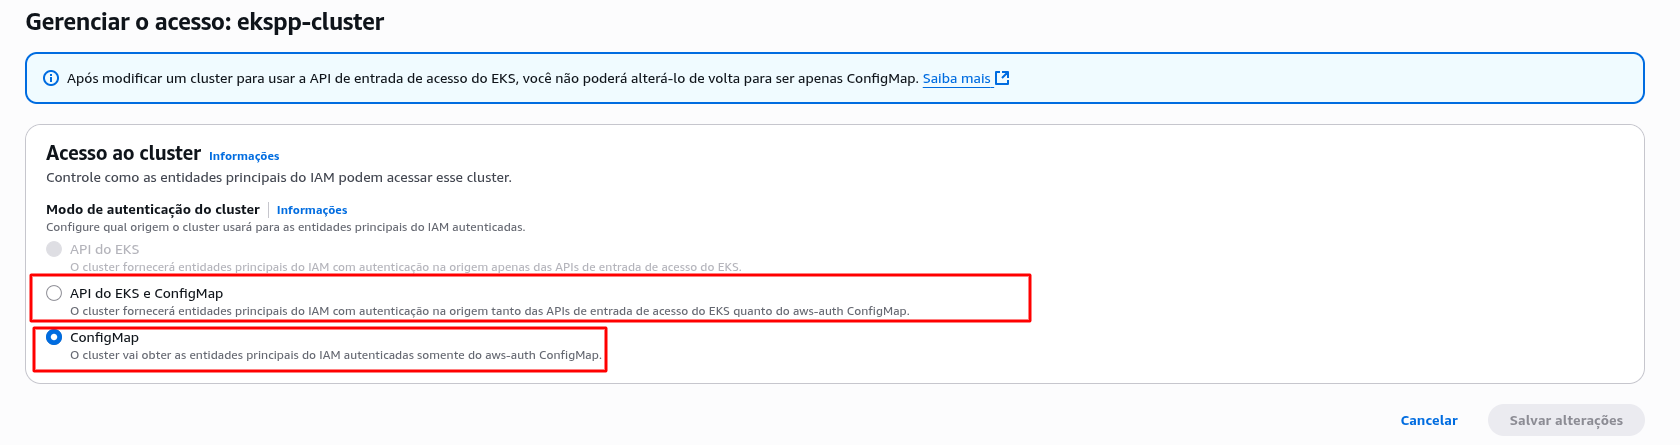 Gerenciar o acesso: ekspp-cluster
Após modificar um cluster para usar a API de entrada de acesso do EKS, você não poderá alterá-lo de volta para ser apenas ConfigMap. Saiba mais
Acesso ao cluster Informações
Controle como as entidades principais do IAM podem acessar esse cluster.
Modo de autenticação do cluster Informações
Configure qual origem o cluster usará para as entidades principais do IAM autenticadas.
API do EKS
O cluster fornecerá entidades principais do IAM com autenticação na origem apenas das APIs de entrada de acesso do EKS.
API do EKS e ConfigMap
O cluster fornecerá entidades principais do IAM com autenticação na origem tanto das APIs de entrada de acesso do EKS quanto do aws-auth ConfigMap.
ConfigMap
O cluster vai obter as entidades principais do IAM autenticadas somente do aws-auth ConfigMap.
Cancelar Salvar alterações